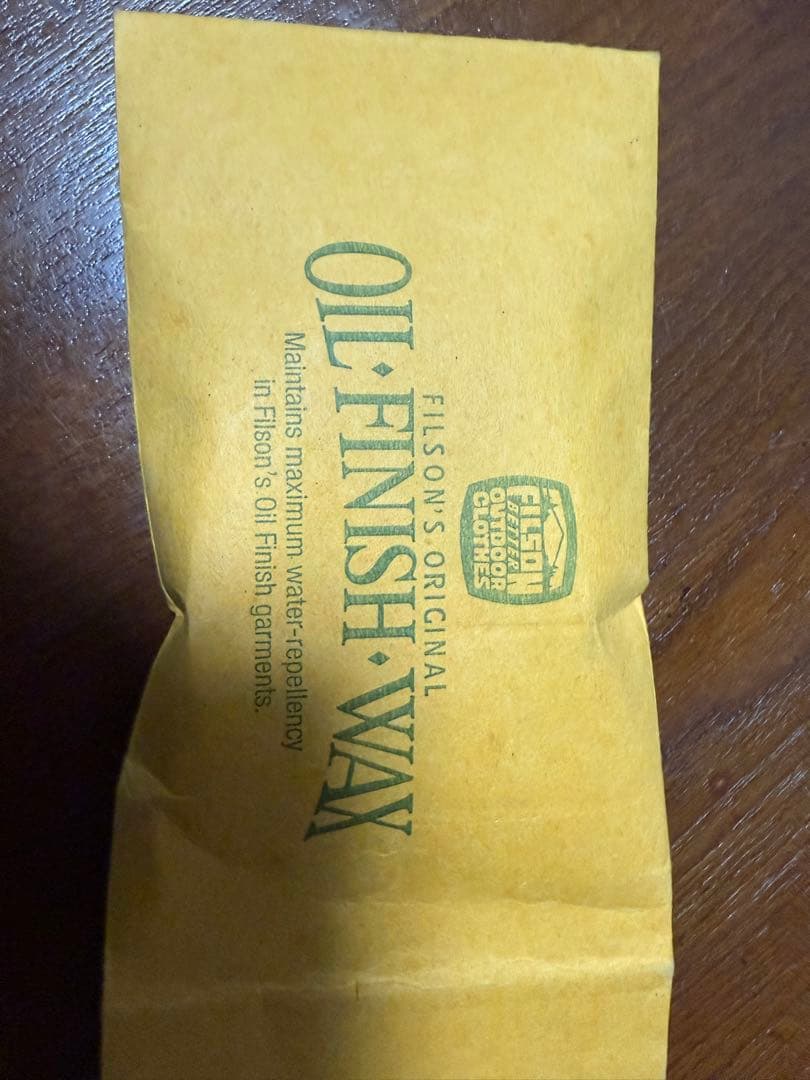 FILSON
BETTER
OUTDOOR
CLOTHES
FILSON'S ORIGINAL
OIL·FINISH·WAX
Maintains maximum water-repellency
in Filson's Oil Finish garments.